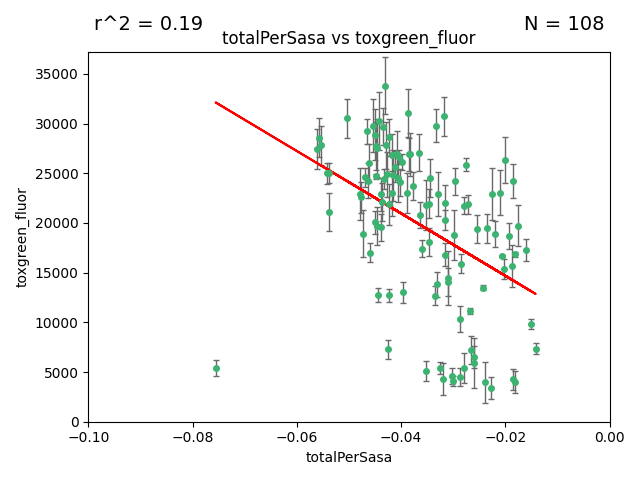 r^2 = 0.19
N = 108
totalPerSasa vs toxgreen_fluor
35000
30000
25000
20000
15000
10000
5000
0
toxgreen_fluor
−0.10
−0.08
−0.06
−0.04
−0.02
0.00
totalPerSasa